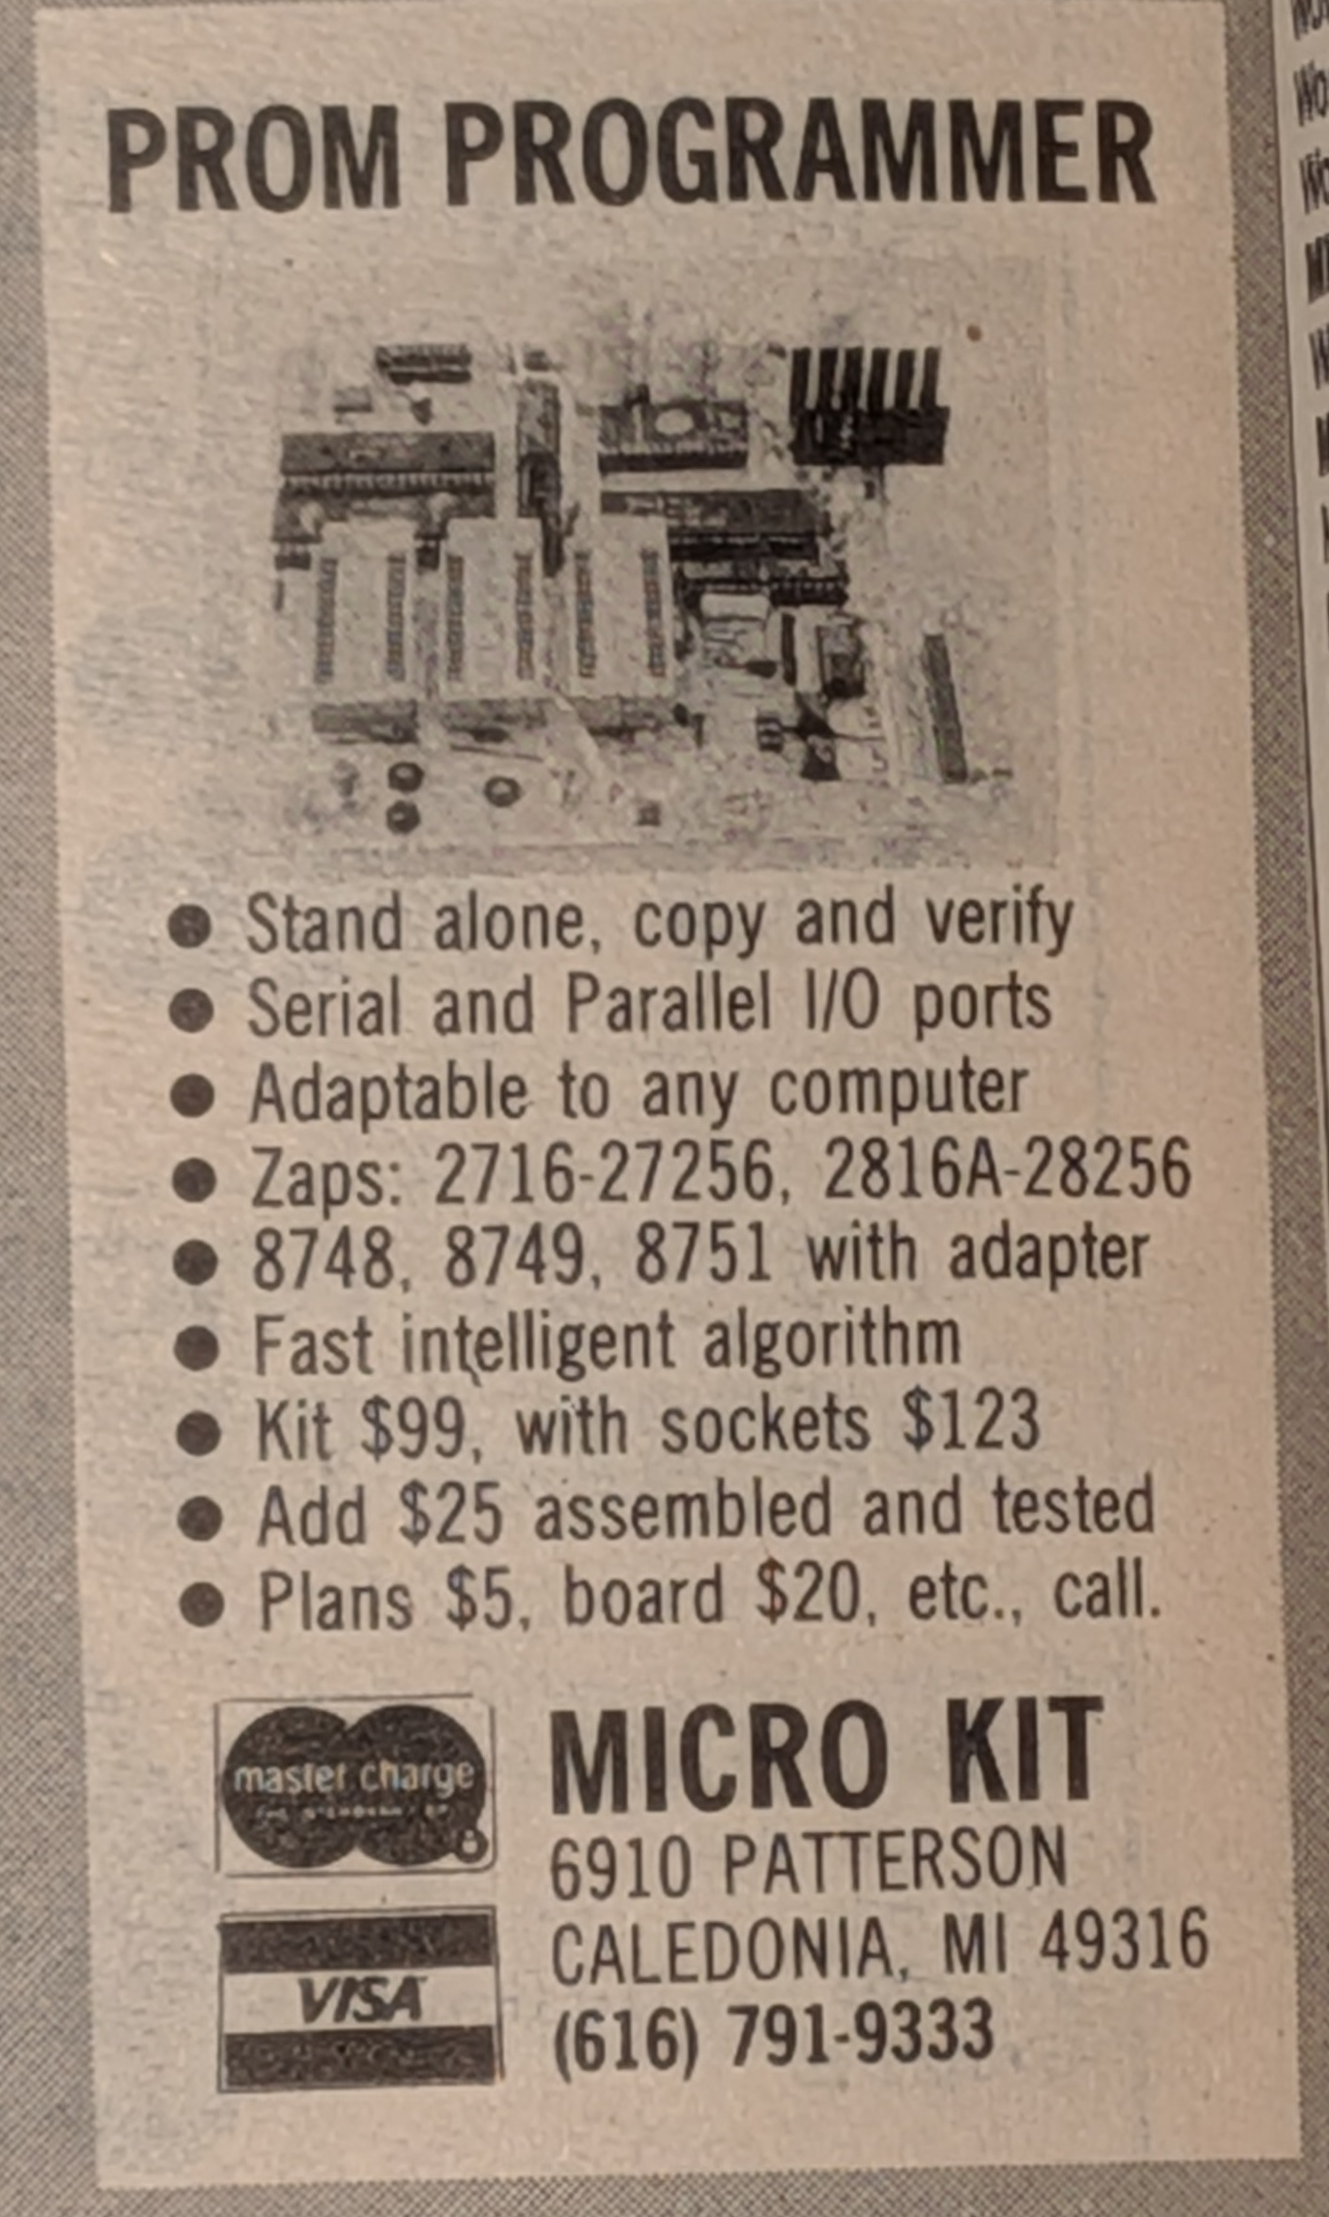 PROM PROGRAMMER
● Stand alone, copy and verify
● Serial and Parallel I/O ports
● Adaptable to any computer
● Zaps: 2716-27256, 2816A-28256
● 8748, 8749, 8751 with adapter
● Fast intelligent algorithm
● Kit $99, with sockets $123
● Add $25 assembled and tested
● Plans $5, board $20, etc., call.
master charge
VISA
MICRO KIT
6910 PATTERSON
CALEDONIA, MI 49316
(616) 791-9333